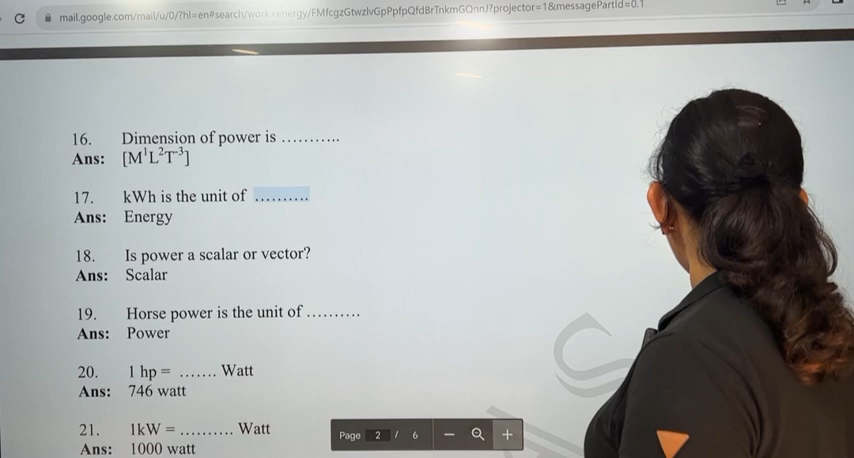 mail.google.com/mail/u/0/?hl=en#search/work+energy/FMfcgzGtwzlvGpPpfpQfdBrTnkmGQnnJ?projector=1&messagePartId=0.1
16. Dimension of power is ...........
Ans: [M¹L²T⁻³]
17. kWh is the unit of ..........
Ans: Energy
18. Is power a scalar or vector?
Ans: Scalar
19. Horse power is the unit of ..........
Ans: Power
20. 1 hp = ....... Watt
Ans: 746 watt
21. 1kW = .......... Watt
Ans: 1000 watt
Page 2 / 6 − +